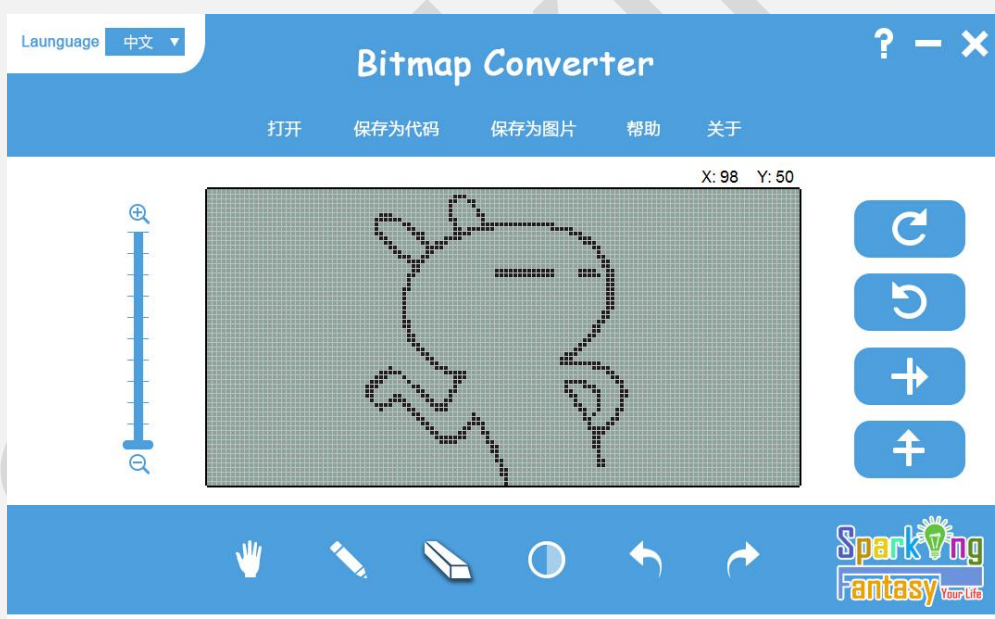 Launguage 中文 ▼
Bitmap Converter
? — ×
打开 保存为代码 保存为图片 帮助 关于
X: 98 Y: 50
Sparking
Fantasy Your Life